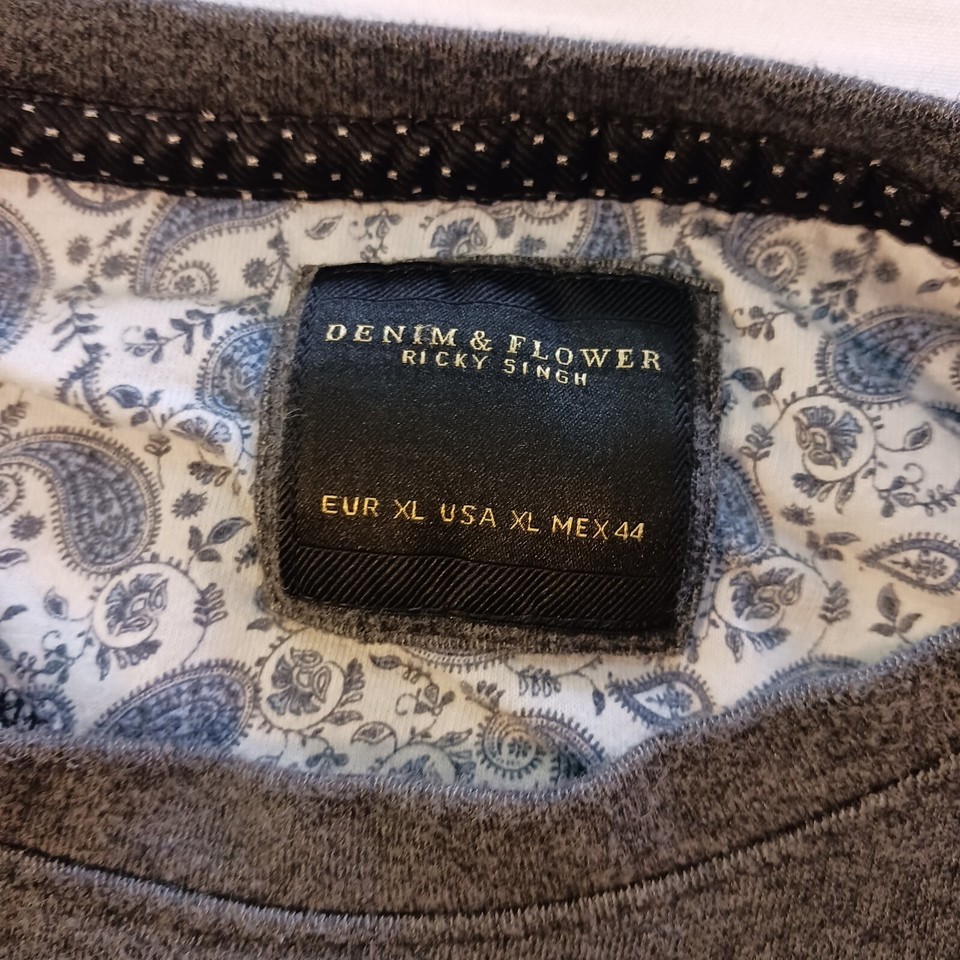 DENIM & FLOWER
RICKY SINGH
EUR XL USA XL MEX 44